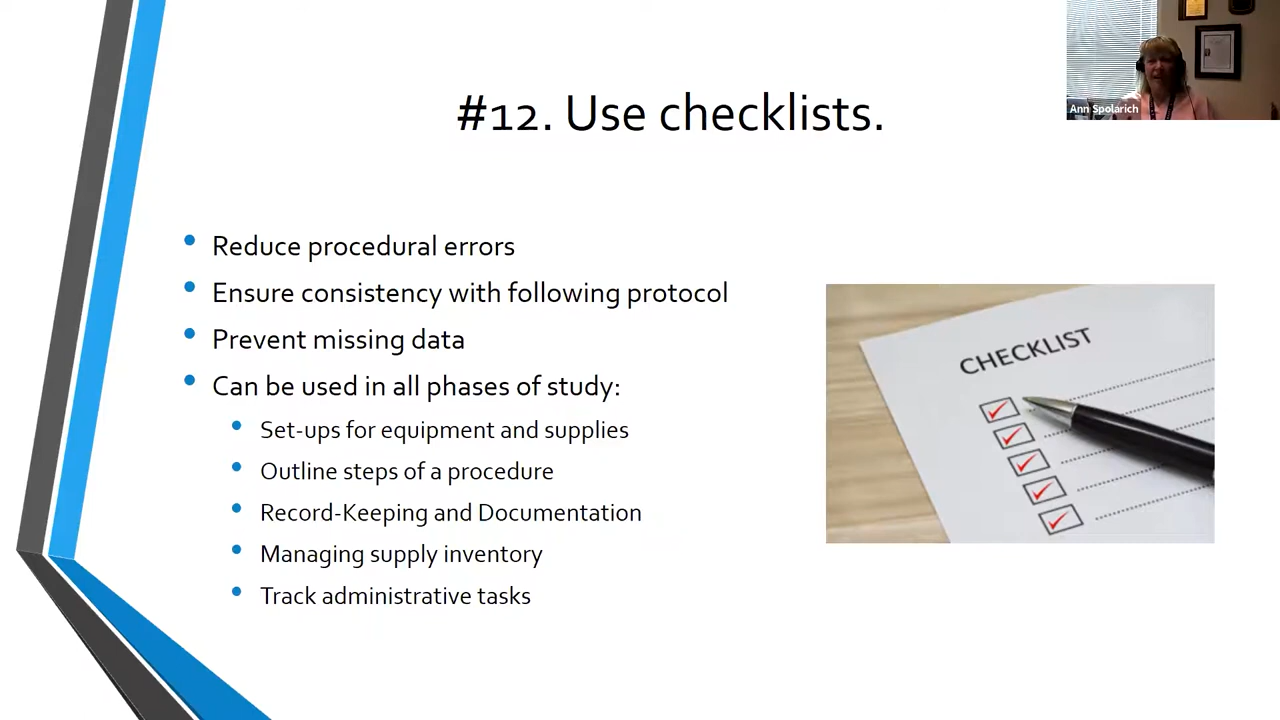 #12. Use checklists.
Ann Spolarich
Reduce procedural errors
Ensure consistency with following protocol
Prevent missing data
Can be used in all phases of study:
Set-ups for equipment and supplies
Outline steps of a procedure
Record-Keeping and Documentation
Managing supply inventory
Track administrative tasks
CHECKLIST